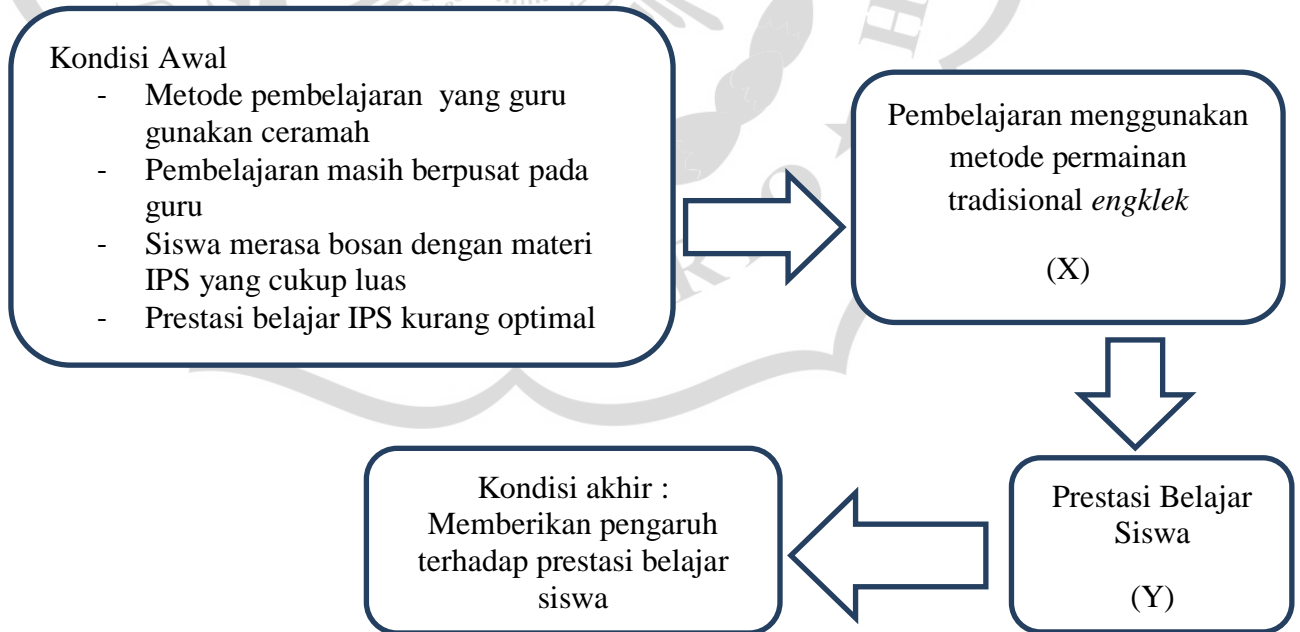 Kondisi Awal
- Metode pembelajaran yang guru
gunakan ceramah
- Pembelajaran masih berpusat pada
guru
- Siswa merasa bosan dengan materi
IPS yang cukup luas
- Prestasi belajar IPS kurang optimal
Pembelajaran menggunakan
metode permainan
tradisional engklek
(X)
Prestasi Belajar
Siswa
(Y)
Kondisi akhir :
Memberikan pengaruh
terhadap prestasi belajar
siswa